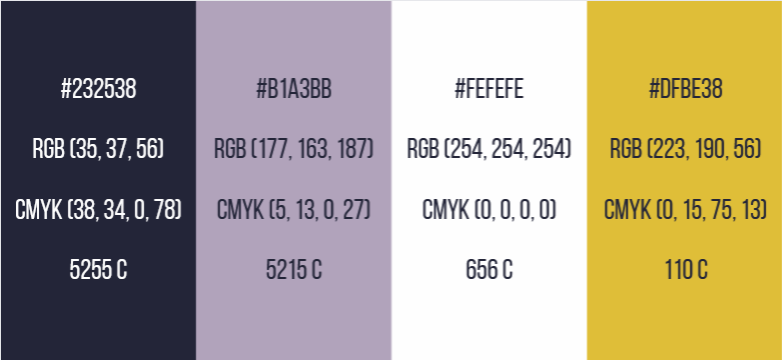 #232538
RGB (35, 37, 56)
CMYK (38, 34, 0, 78)
5255 C
#B1A3BB
RGB (177, 163, 187)
CMYK (5, 13, 0, 27)
5215 C
#FEFEFE
RGB (254, 254, 254)
CMYK (0, 0, 0, 0)
656 C
#DFBE38
RGB (223, 190, 56)
CMYK (0, 15, 75, 13)
110 C